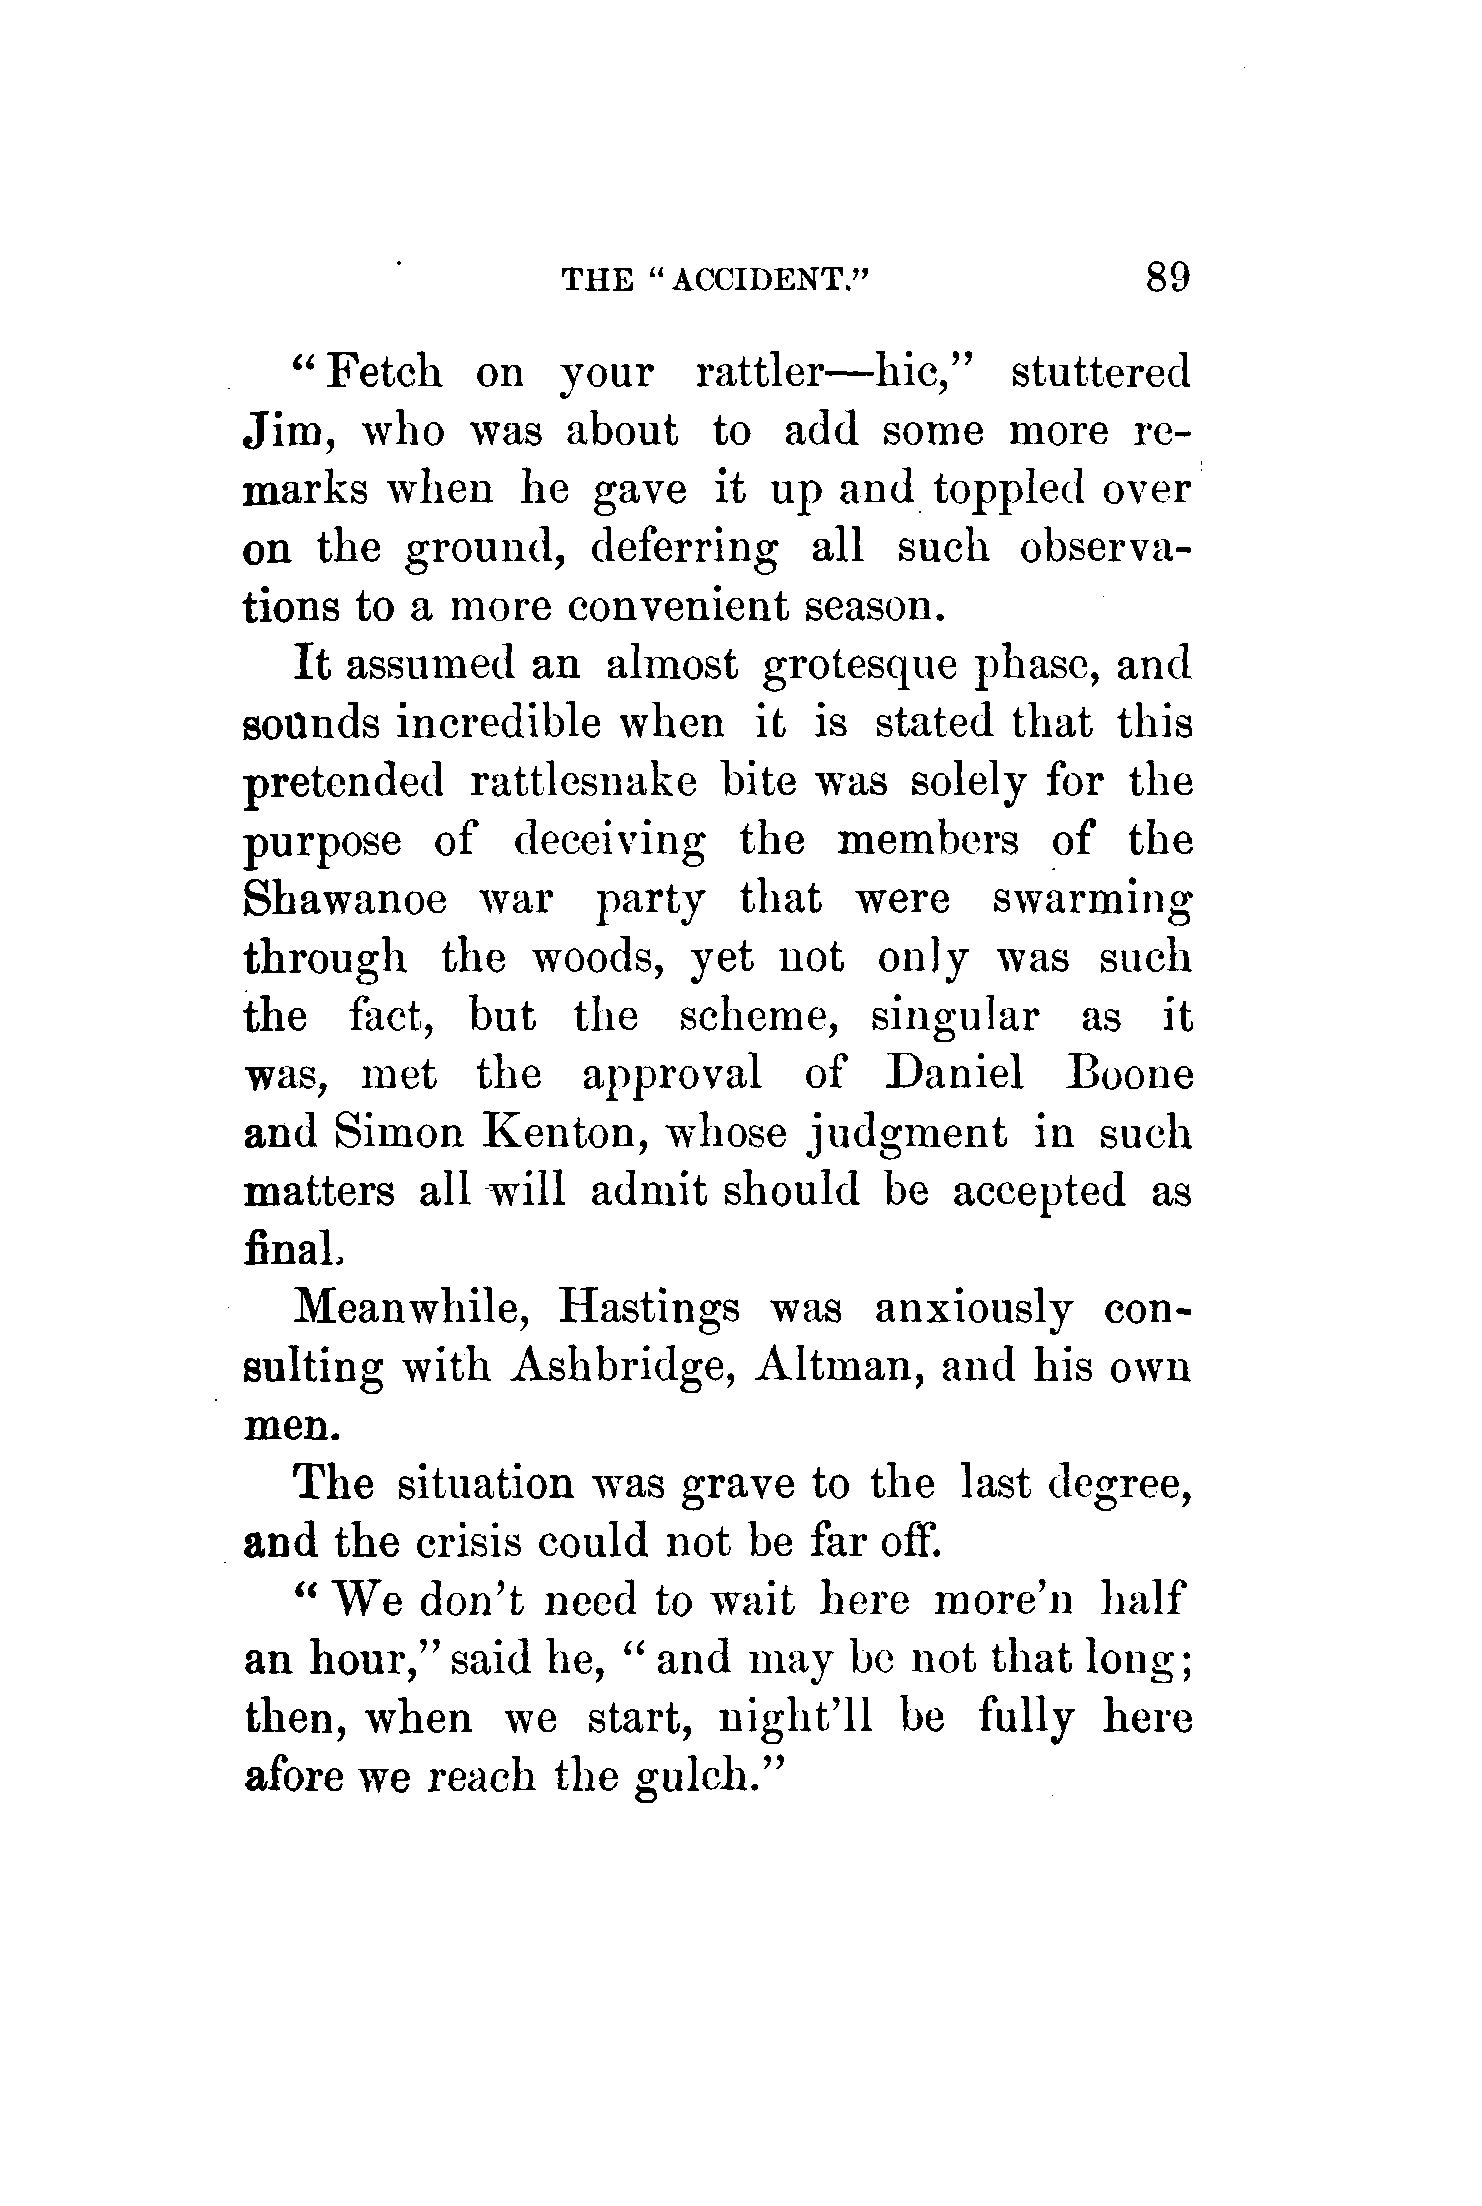 THE "ACCIDENT." 89
"Fetch on your rattler—hic," stuttered
Jim, who was about to add some more re-
marks when he gave it up and toppled over
on the ground, deferring all such observa-
tions to a more convenient season.
It assumed an almost grotesque phase, and
sounds incredible when it is stated that this
pretended rattlesnake bite was solely for the
purpose of deceiving the members of the
Shawanoe war party that were swarming
through the woods, yet not only was such
the fact, but the scheme, singular as it
was, met the approval of Daniel Boone
and Simon Kenton, whose judgment in such
matters all will admit should be accepted as
final.
Meanwhile, Hastings was anxiously con-
sulting with Ashbridge, Altman, and his own
men.
The situation was grave to the last degree,
and the crisis could not be far off.
"We don't need to wait here more'n half
an hour," said he, "and may be not that long;
then, when we start, night'll be fully here
afore we reach the gulch."